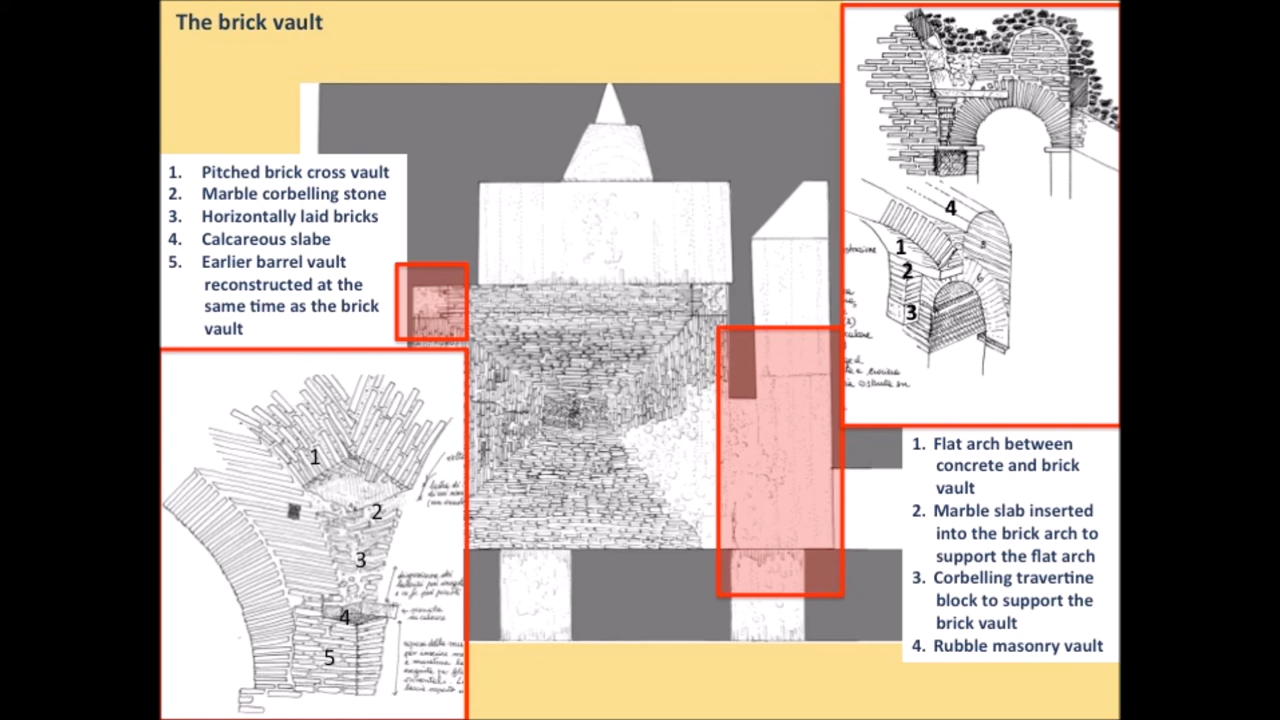 The brick vault
1. Pitched brick cross vault
2. Marble corbelling stone
3. Horizontally laid bricks
4. Calcareous slabe
5. Earlier barrel vault
reconstructed at the
same time as the brick
vault
1
2
3
4
5
4
1
2
3
1. Flat arch between
concrete and brick
vault
2. Marble slab inserted
into the brick arch to
support the flat arch
3. Corbelling travertine
block to support the
brick vault
4. Rubble masonry vault